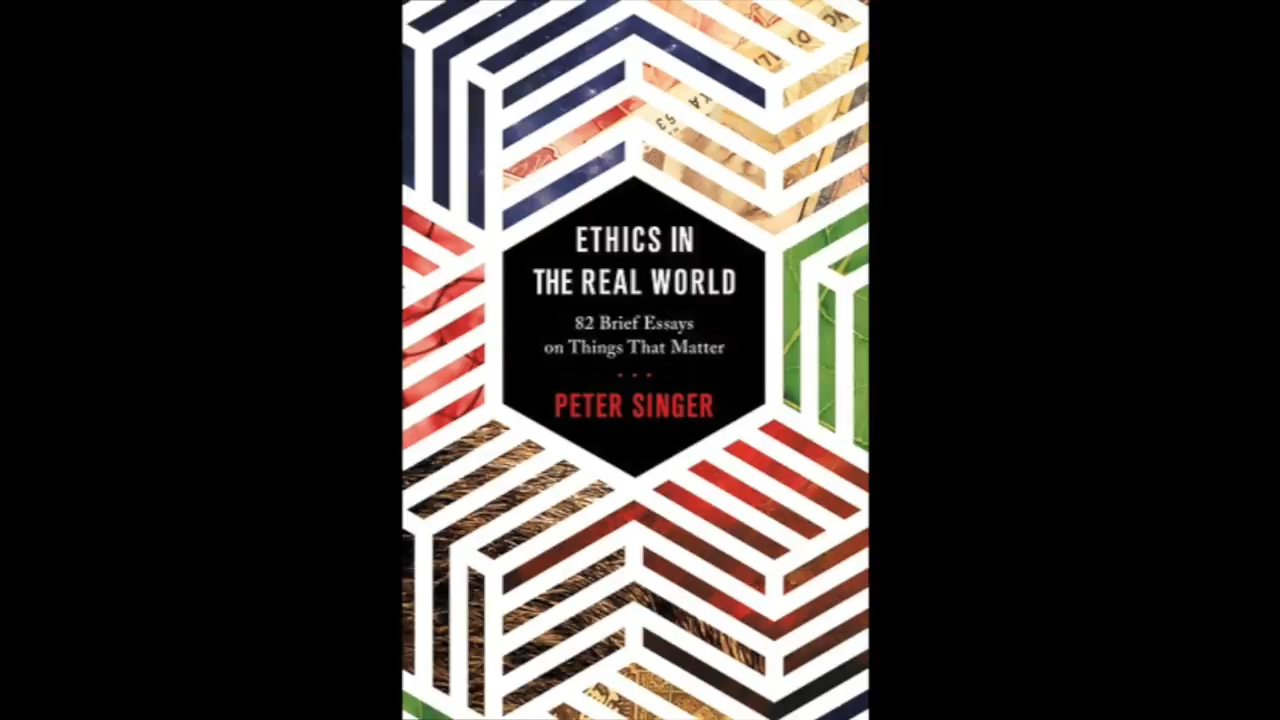 ETHICS IN
THE REAL WORLD
82 Brief Essays
on Things That Matter
PETER SINGER